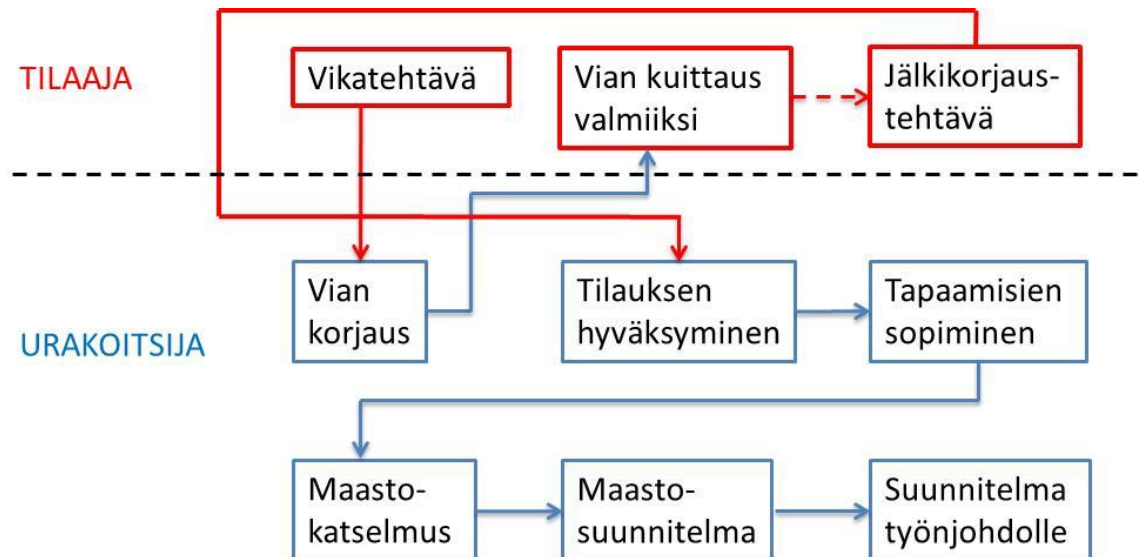 TILAAJA
Vikatehtävä
Vian kuittaus
valmiiksi
Jälkikorjaus-
tehtävä
URAKOITSIJA
Vian
korjaus
Tilauksen
hyväksyminen
Tapaamisien
sopiminen
Maasto-
katselmus
Maasto-
suunnitelma
Suunnitelma
työnjohdolle